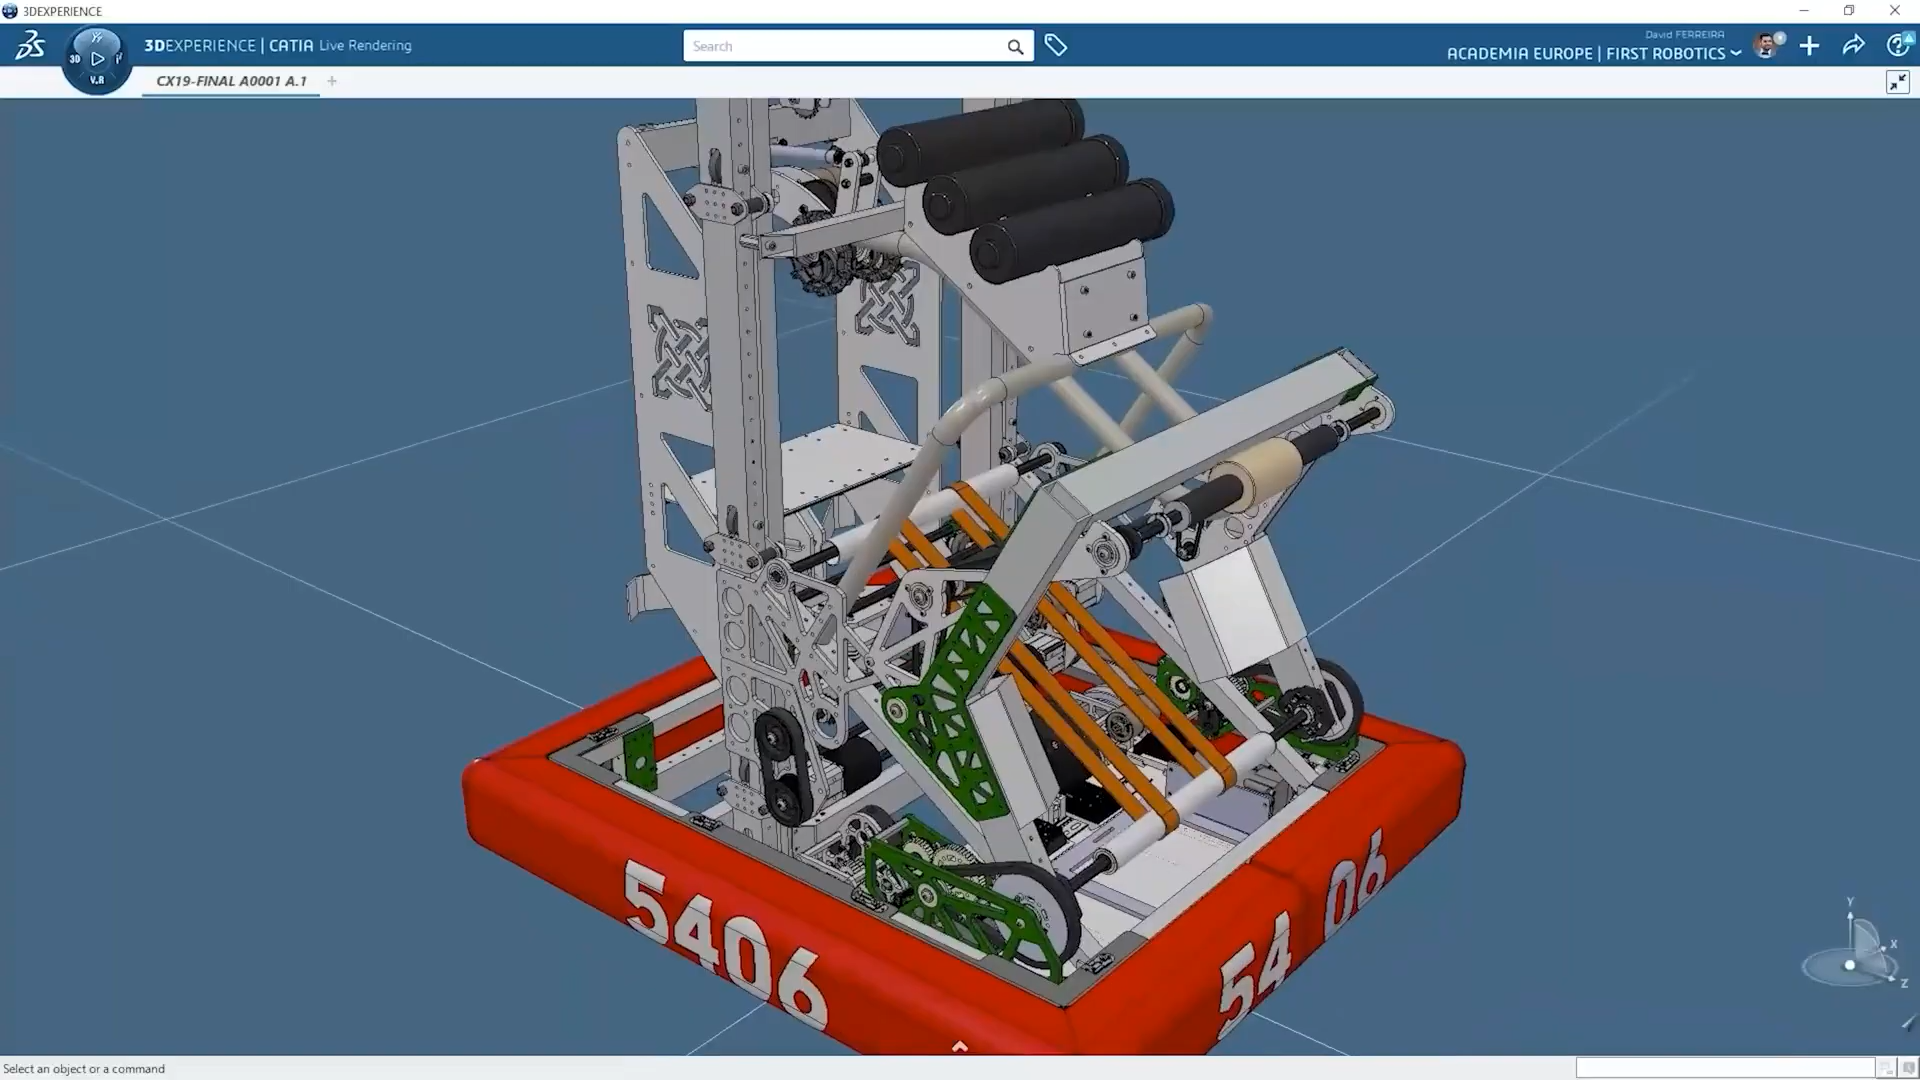 3DEXPERIENCE
3DEXPERIENCE | CATIA Live Rendering
3D
V.R
Search
David FERREIRA
ACADEMIA EUROPE | FIRST ROBOTICS
CX19-FINAL A0001 A.1
5406
54 06
Y
X
Z
Select an object or a command